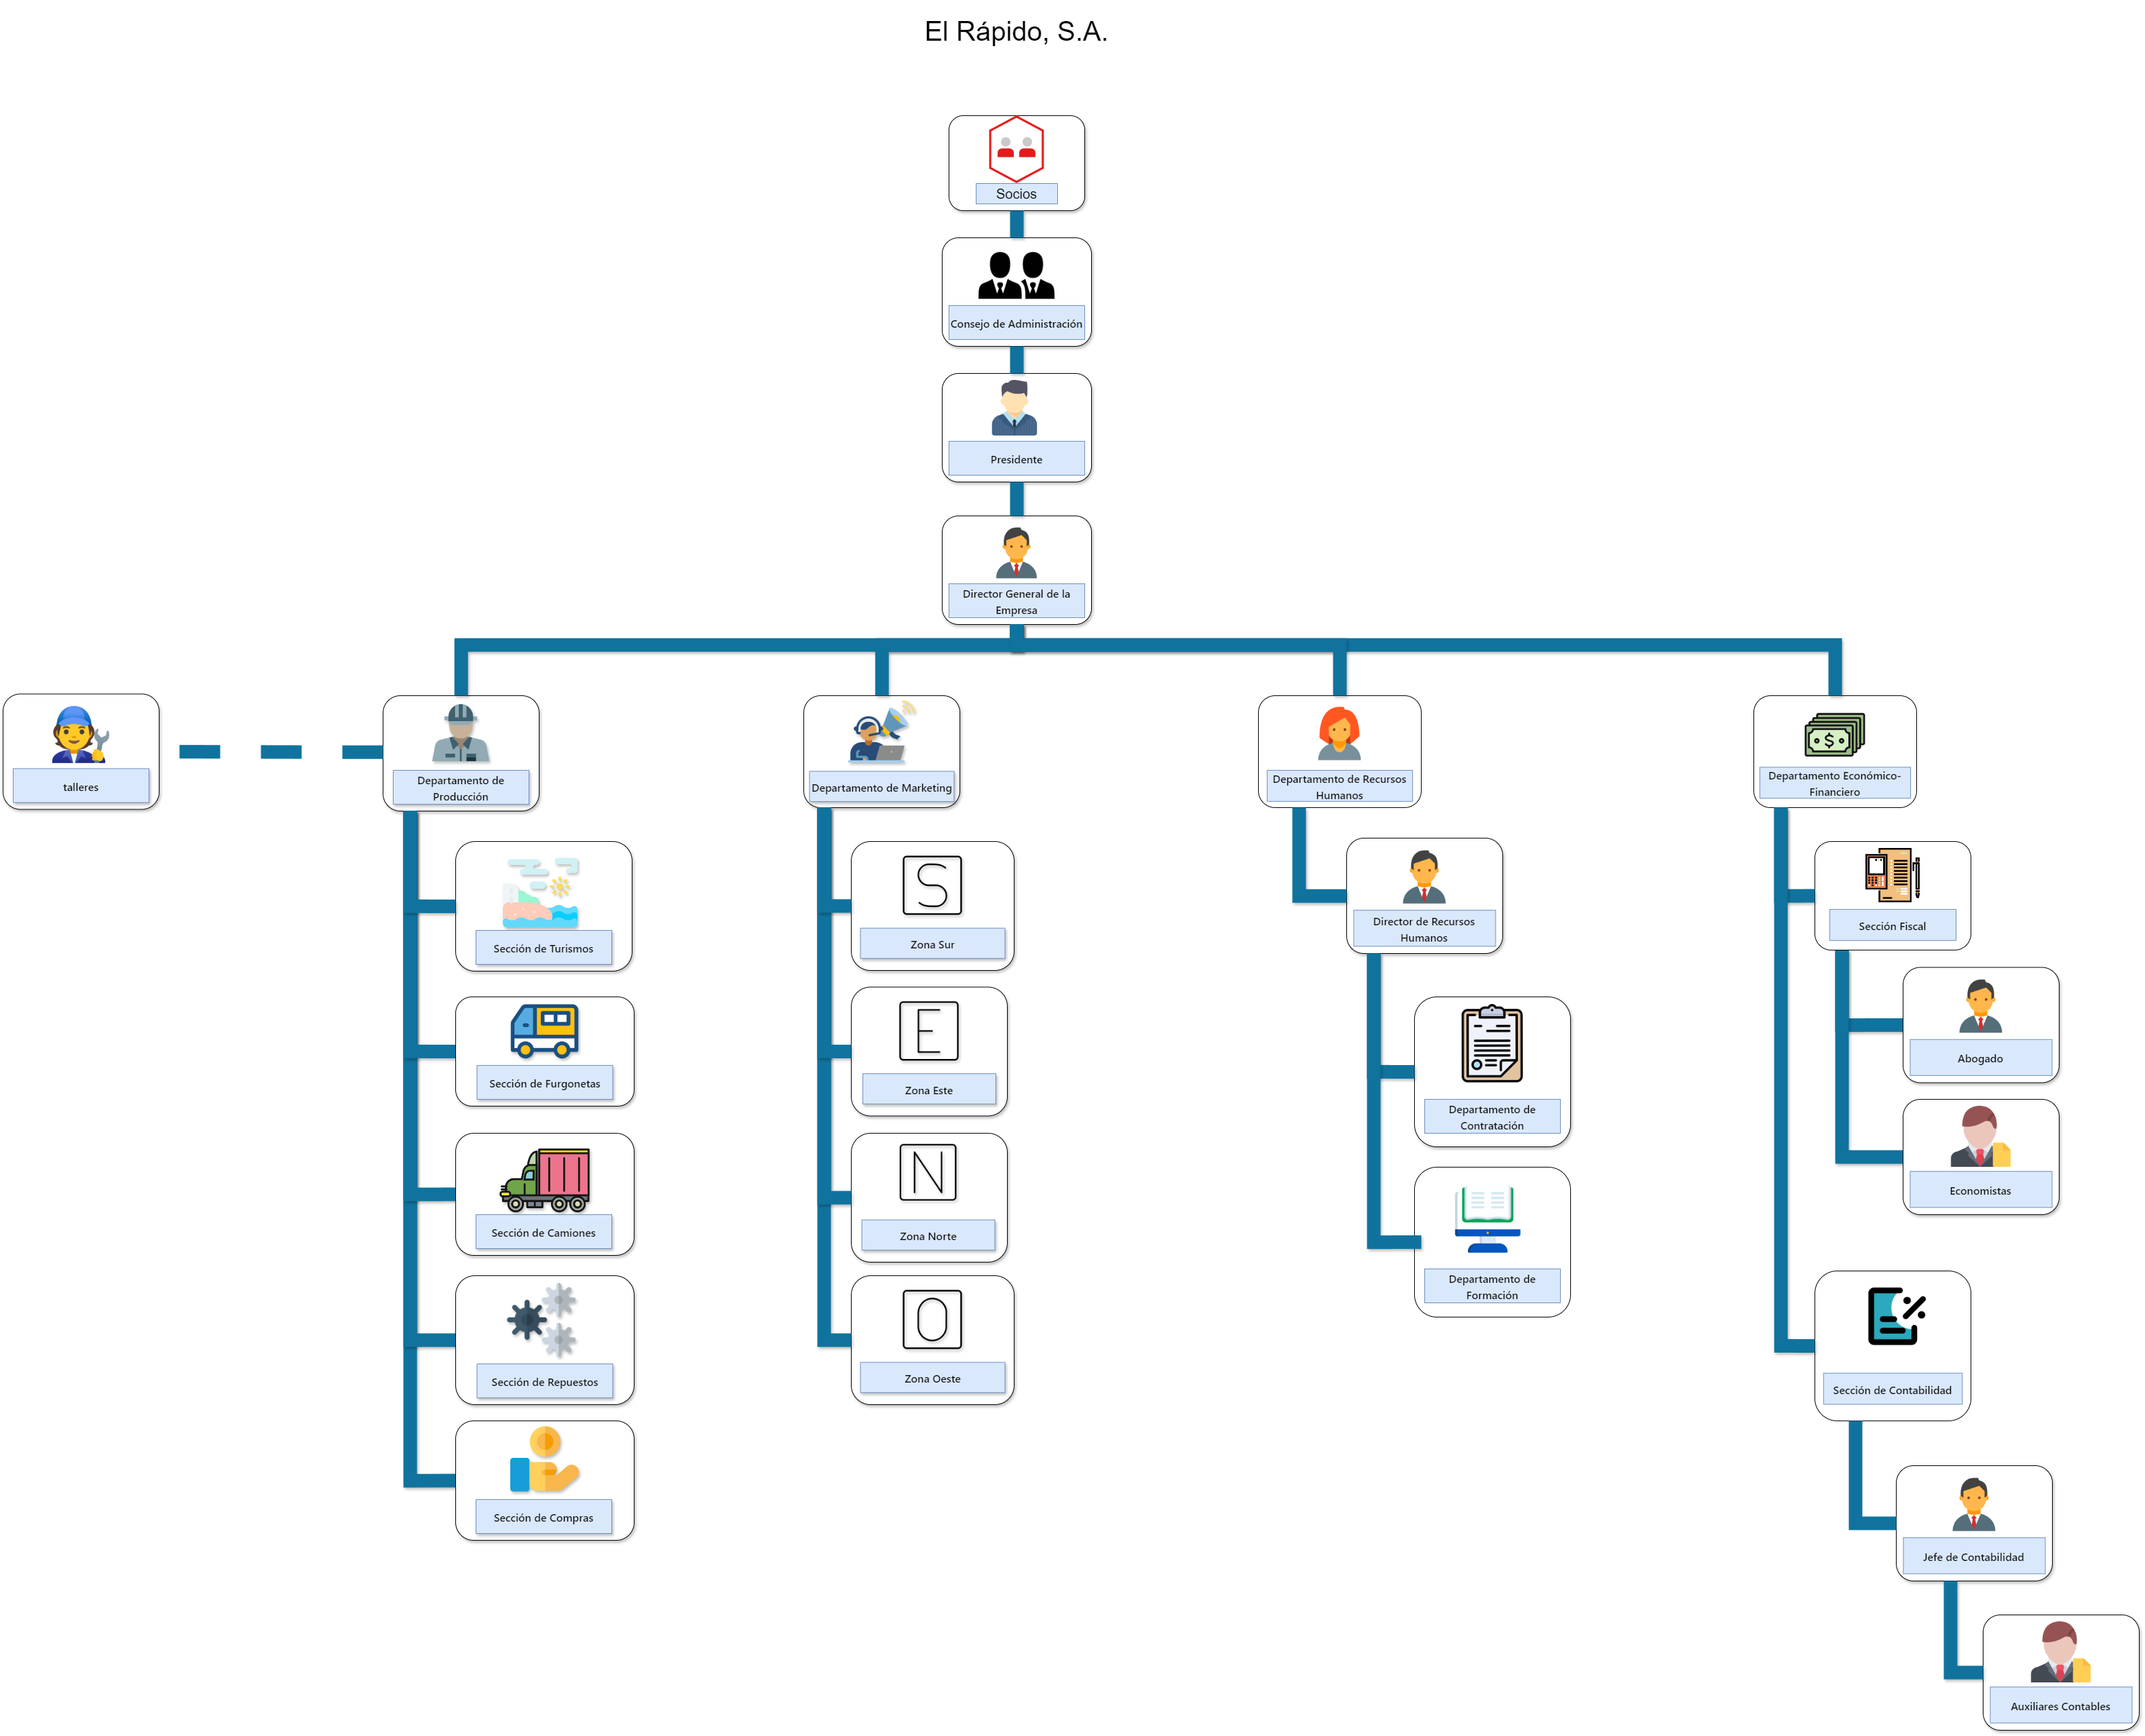 El Rápido, S.A.
Socios
Consejo de Administración
Presidente
Director General de la
Empresa
talleres
Departamento de
Producción
Departamento de Marketing
Departamento de Recursos
Humanos
Departamento Económico-
Financiero
Sección de Turismos
Sección de Furgonetas
Sección de Camiones
Sección de Repuestos
Sección de Compras
S
Zona Sur
E
Zona Este
N
Zona Norte
O
Zona Oeste
Director de Recursos
Humanos
Departamento de
Contratación
Departamento de
Formación
Sección Fiscal
Abogado
Economistas
Sección de Contabilidad
Jefe de Contabilidad
Auxiliares Contables